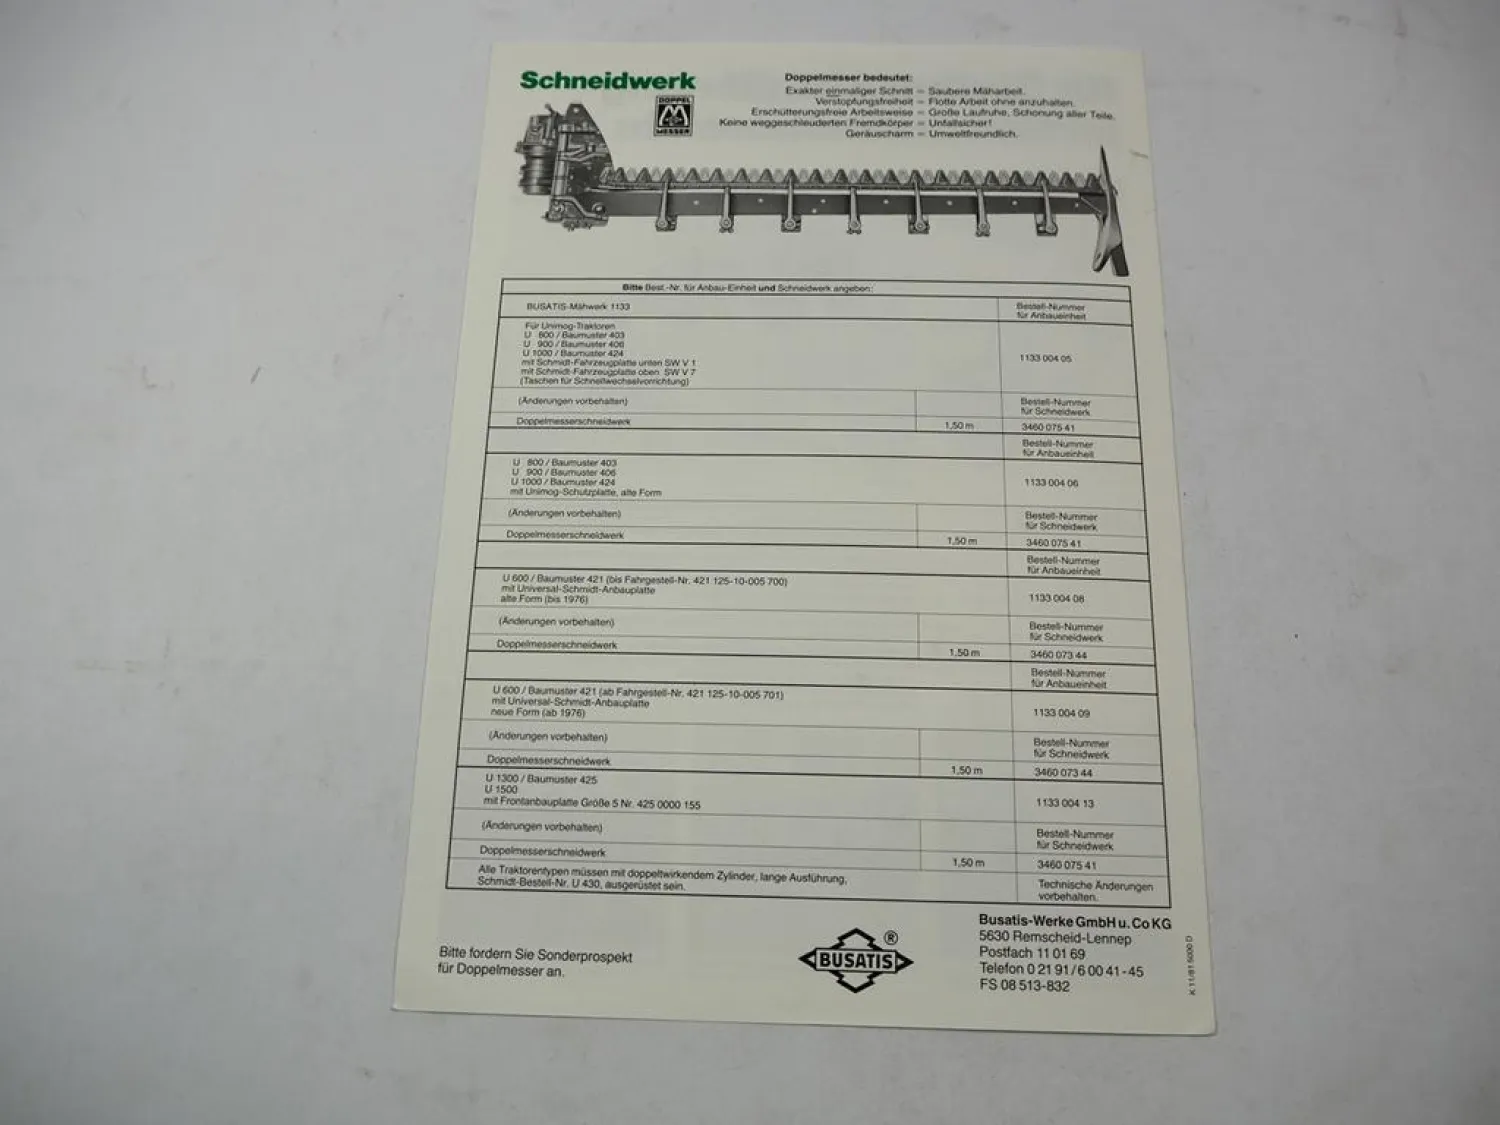 Schneidwerk
DOPPEL
M
MESSER
Doppelmesser bedeutet:
Exakter einmaliger Schnitt = Saubere Mäharbeit.
Verstopfungsfreiheit = Flotte Arbeit ohne anzuhalten.
Erschütterungsfreie Arbeitsweise = Große Laufruhe, Schonung aller Teile.
Keine weggeschleuderten Fremdkörper = Unfallsicher!
Geräuscharm = Umweltfreundlich.
Bitte Best.-Nr. für Anbau-Einheit und Schneidwerk angeben:
BUSATIS-Mähwerk 1133
Bestell-Nummer
für Anbaueinheit
Für Unimog-Traktoren
U 800 / Baumuster 403
U 900 / Baumuster 406
U 1000 / Baumuster 424
mit Schmidt-Fahrzeugplatte unten SW V 1
mit Schmidt-Fahrzeugplatte oben SW V 7
(Taschen für Schnellwechselvorrichtung)
1133 004 05
(Änderungen vorbehalten)
Bestell-Nummer
für Schneidwerk
Doppelmesserschneidwerk 1,50 m 3460 075 41
Bestell-Nummer
für Anbaueinheit
U 800 / Baumuster 403
U 900 / Baumuster 406
U 1000 / Baumuster 424
mit Unimog-Schutzplatte, alte Form
1133 004 06
(Änderungen vorbehalten)
Bestell-Nummer
für Schneidwerk
Doppelmesserschneidwerk 1,50 m 3460 075 41
Bestell-Nummer
für Anbaueinheit
U 600 / Baumuster 421 (bis Fahrgestell-Nr. 421 125-10-005 700)
mit Universal-Schmidt-Anbauplatte
alte Form (bis 1976)
1133 004 08
(Änderungen vorbehalten)
Bestell-Nummer
für Schneidwerk
Doppelmesserschneidwerk 1,50 m 3460 073 44
Bestell-Nummer
für Anbaueinheit
U 600 / Baumuster 421 (ab Fahrgestell-Nr. 421 125-10-005 701)
mit Universal-Schmidt-Anbauplatte
neue Form (ab 1976)
1133 004 09
(Änderungen vorbehalten)
Bestell-Nummer
für Schneidwerk
Doppelmesserschneidwerk 1,50 m 3460 073 44
U 1300 / Baumuster 425
U 1500
mit Frontanbauplatte Größe 5 Nr. 425 0000 155
1133 004 13
(Änderungen vorbehalten)
Bestell-Nummer
für Schneidwerk
Doppelmesserschneidwerk 1,50 m 3460 075 41
Alle Traktorentypen müssen mit doppeltwirkendem Zylinder, lange Ausführung,
Schmidt-Bestell-Nr. U 430, ausgerüstet sein.
Technische Änderungen
vorbehalten.
Bitte fordern Sie Sonderprospekt
für Doppelmesser an.
BUSATIS ®
Busatis-Werke GmbH u. Co KG
5630 Remscheid-Lennep
Postfach 11 01 69
Telefon 0 21 91 / 6 00 41 - 45
FS 08 513-832
K 11/81 5000 D